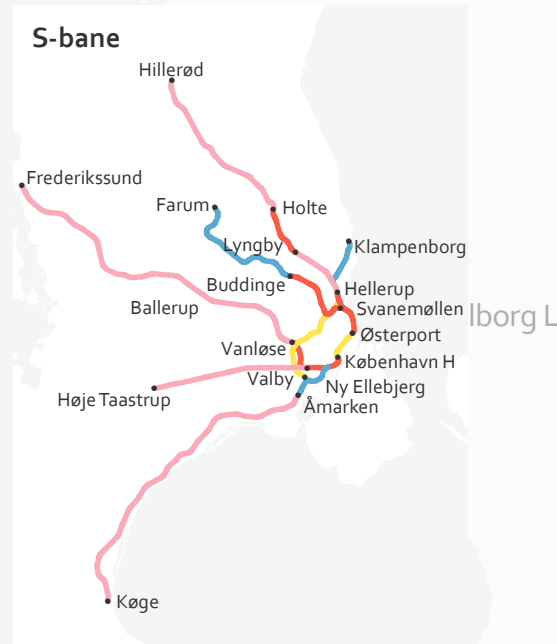 S-bane
Hillerød
Frederikssund
Farum
Holte
Lyngby
Klampenborg
Buddinge
Hellerup
Ballerup
Svanemøllen
lborg L
Østerport
Vanløse
København H
Valby
Ny Ellebjerg
Høje Taastrup
Åmarken
Køge